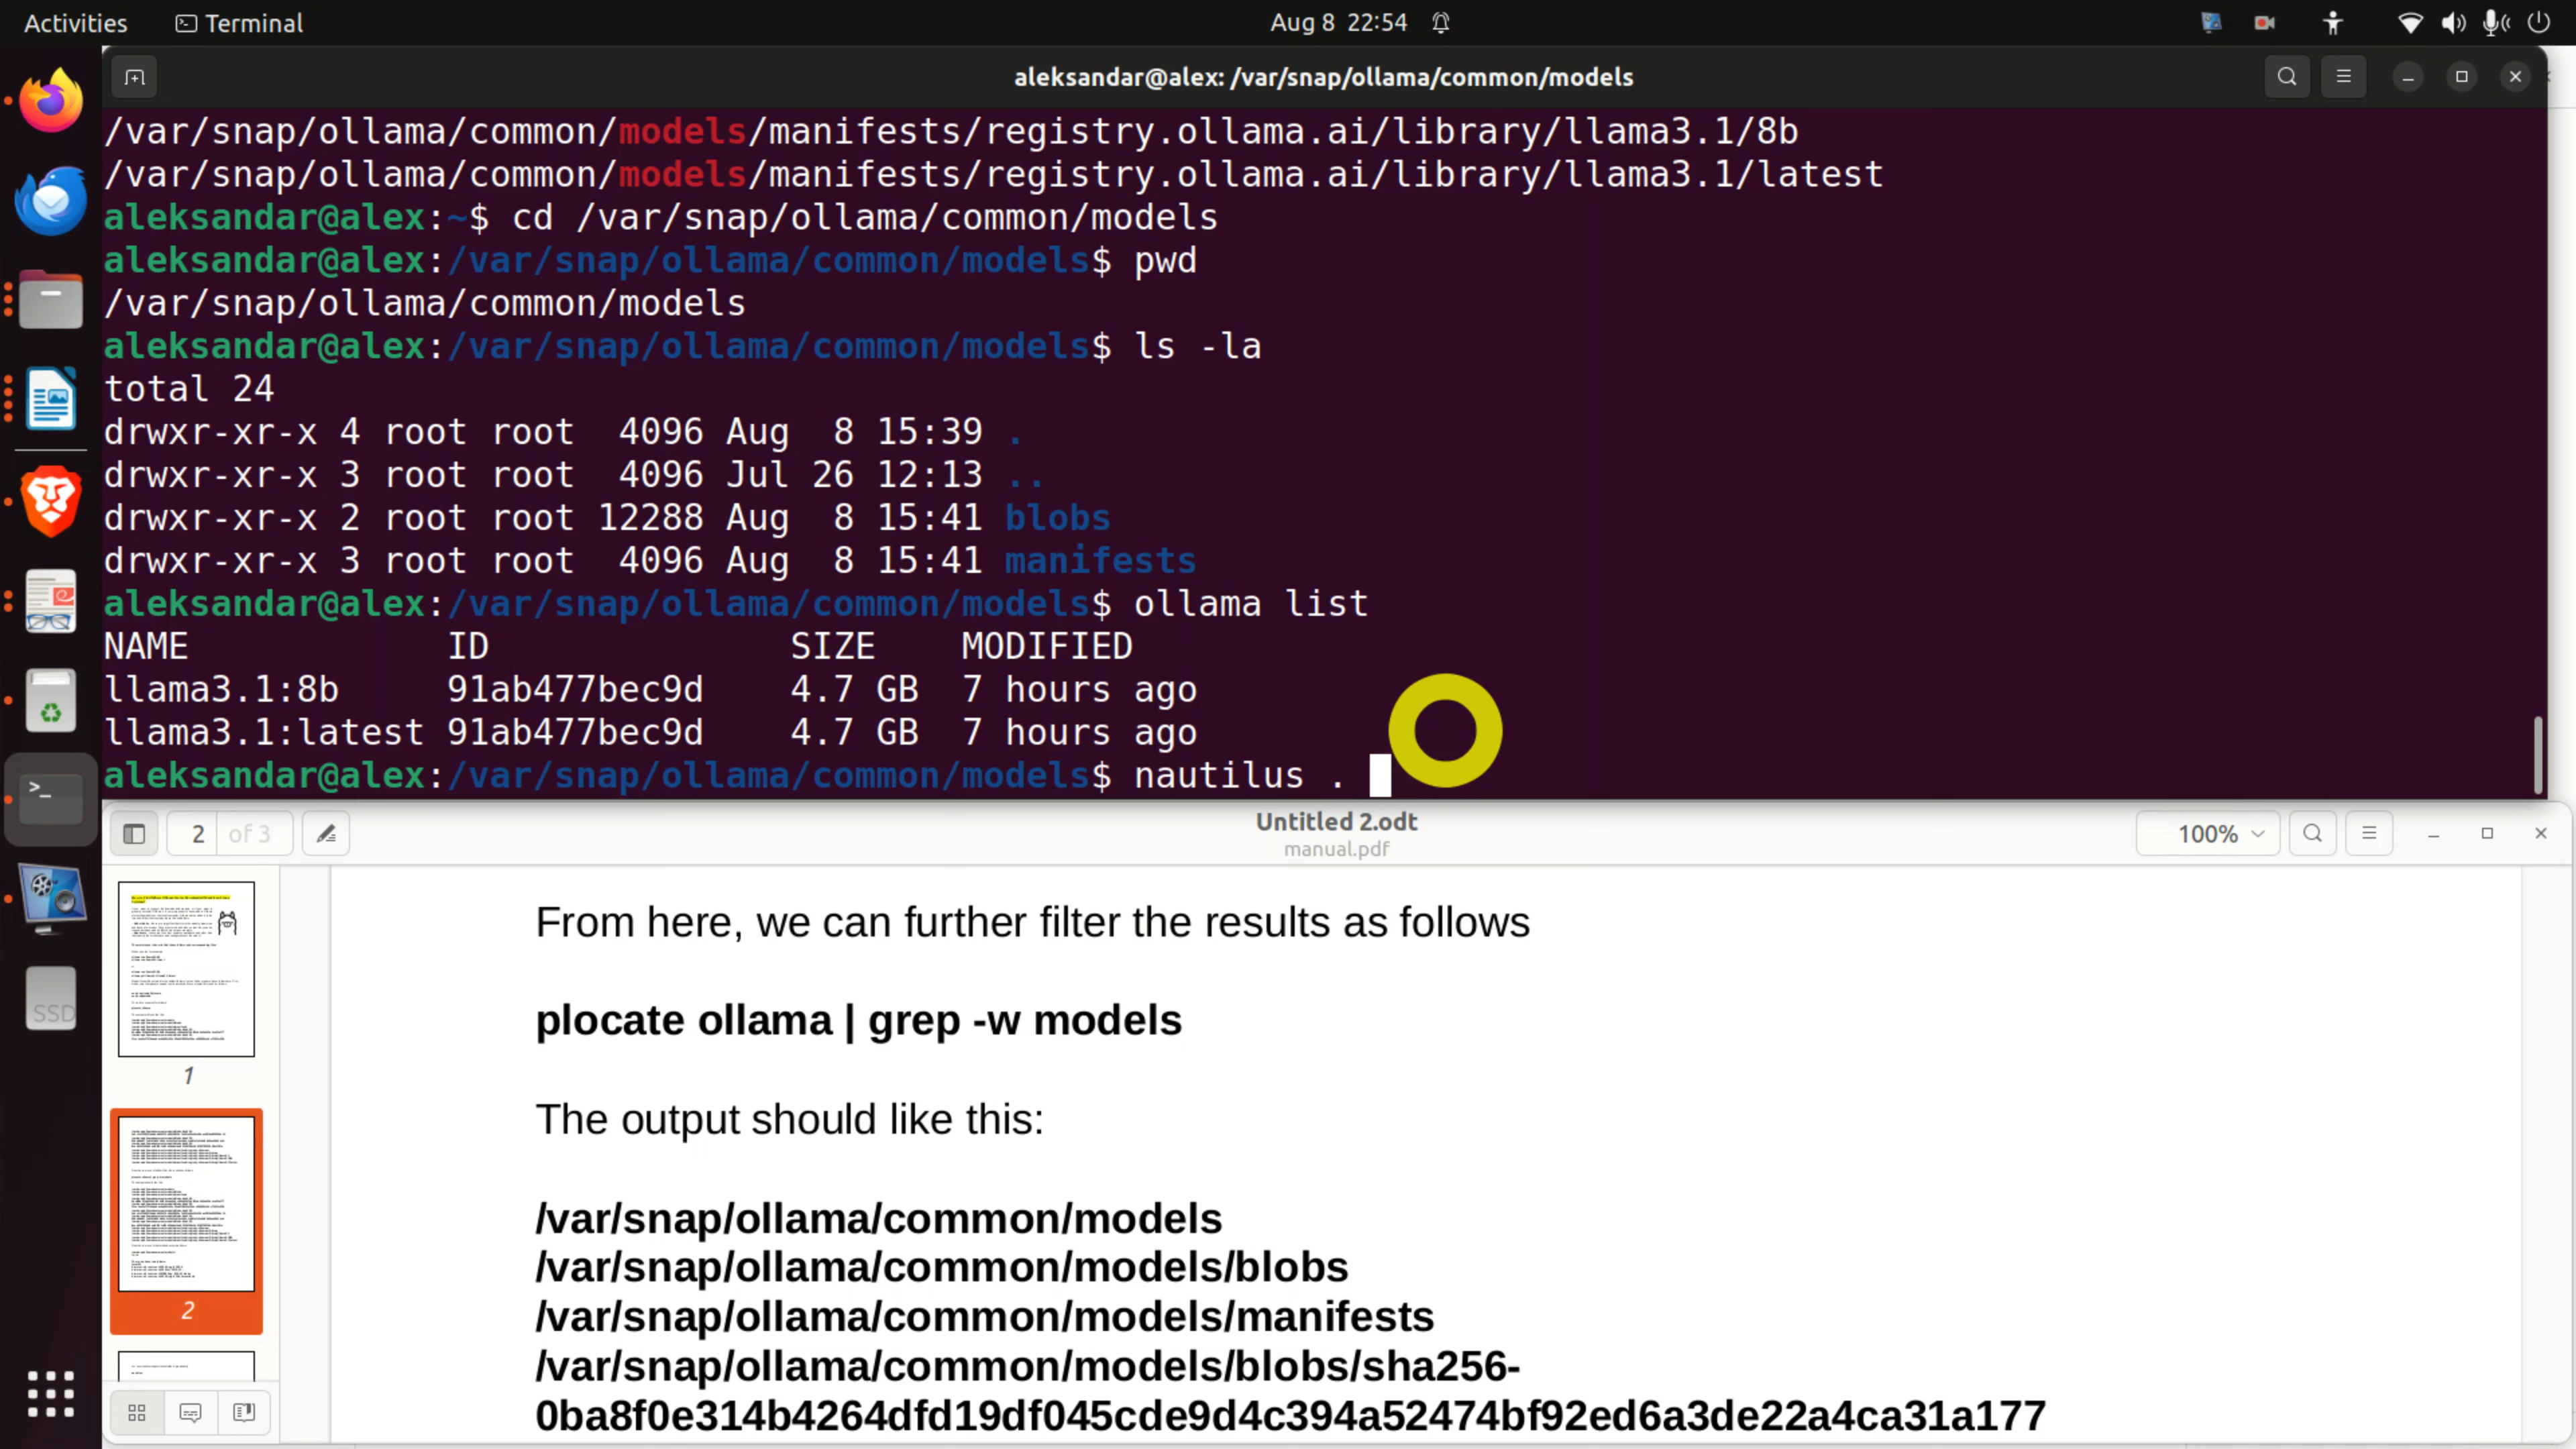 Activities
Terminal
Aug 8 22:54
aleksandar@alex: /var/snap/ollama/common/models
/var/snap/ollama/common/models/manifests/registry.ollama.ai/library/llama3.1/8b
/var/snap/ollama/common/models/manifests/registry.ollama.ai/library/llama3.1/latest
aleksandar@alex:~$ cd /var/snap/ollama/common/models
aleksandar@alex:/var/snap/ollama/common/models$ pwd
/var/snap/ollama/common/models
aleksandar@alex:/var/snap/ollama/common/models$ ls -la
total 24
drwxr-xr-x 4 root root  4096 Aug  8 15:39 .
drwxr-xr-x 3 root root  4096 Jul 26 12:13 ..
drwxr-xr-x 2 root root 12288 Aug  8 15:41 blobs
drwxr-xr-x 3 root root  4096 Aug  8 15:41 manifests
aleksandar@alex:/var/snap/ollama/common/models$ ollama list
NAME            ID              SIZE    MODIFIED
llama3.1:8b     91ab477bec9d    4.7 GB  7 hours ago
llama3.1:latest 91ab477bec9d    4.7 GB  7 hours ago
aleksandar@alex:/var/snap/ollama/common/models$ nautilus .
2 of 3
Untitled 2.odt
manual.pdf
100%
From here, we can further filter the results as follows
plocate ollama | grep -w models
The output should like this:
/var/snap/ollama/common/models
/var/snap/ollama/common/models/blobs
/var/snap/ollama/common/models/manifests
/var/snap/ollama/common/models/blobs/sha256-
0ba8f0e314b4264dfd19df045cde9d4c394a52474bf92ed6a3de22a4ca31a177
1
2
SSD